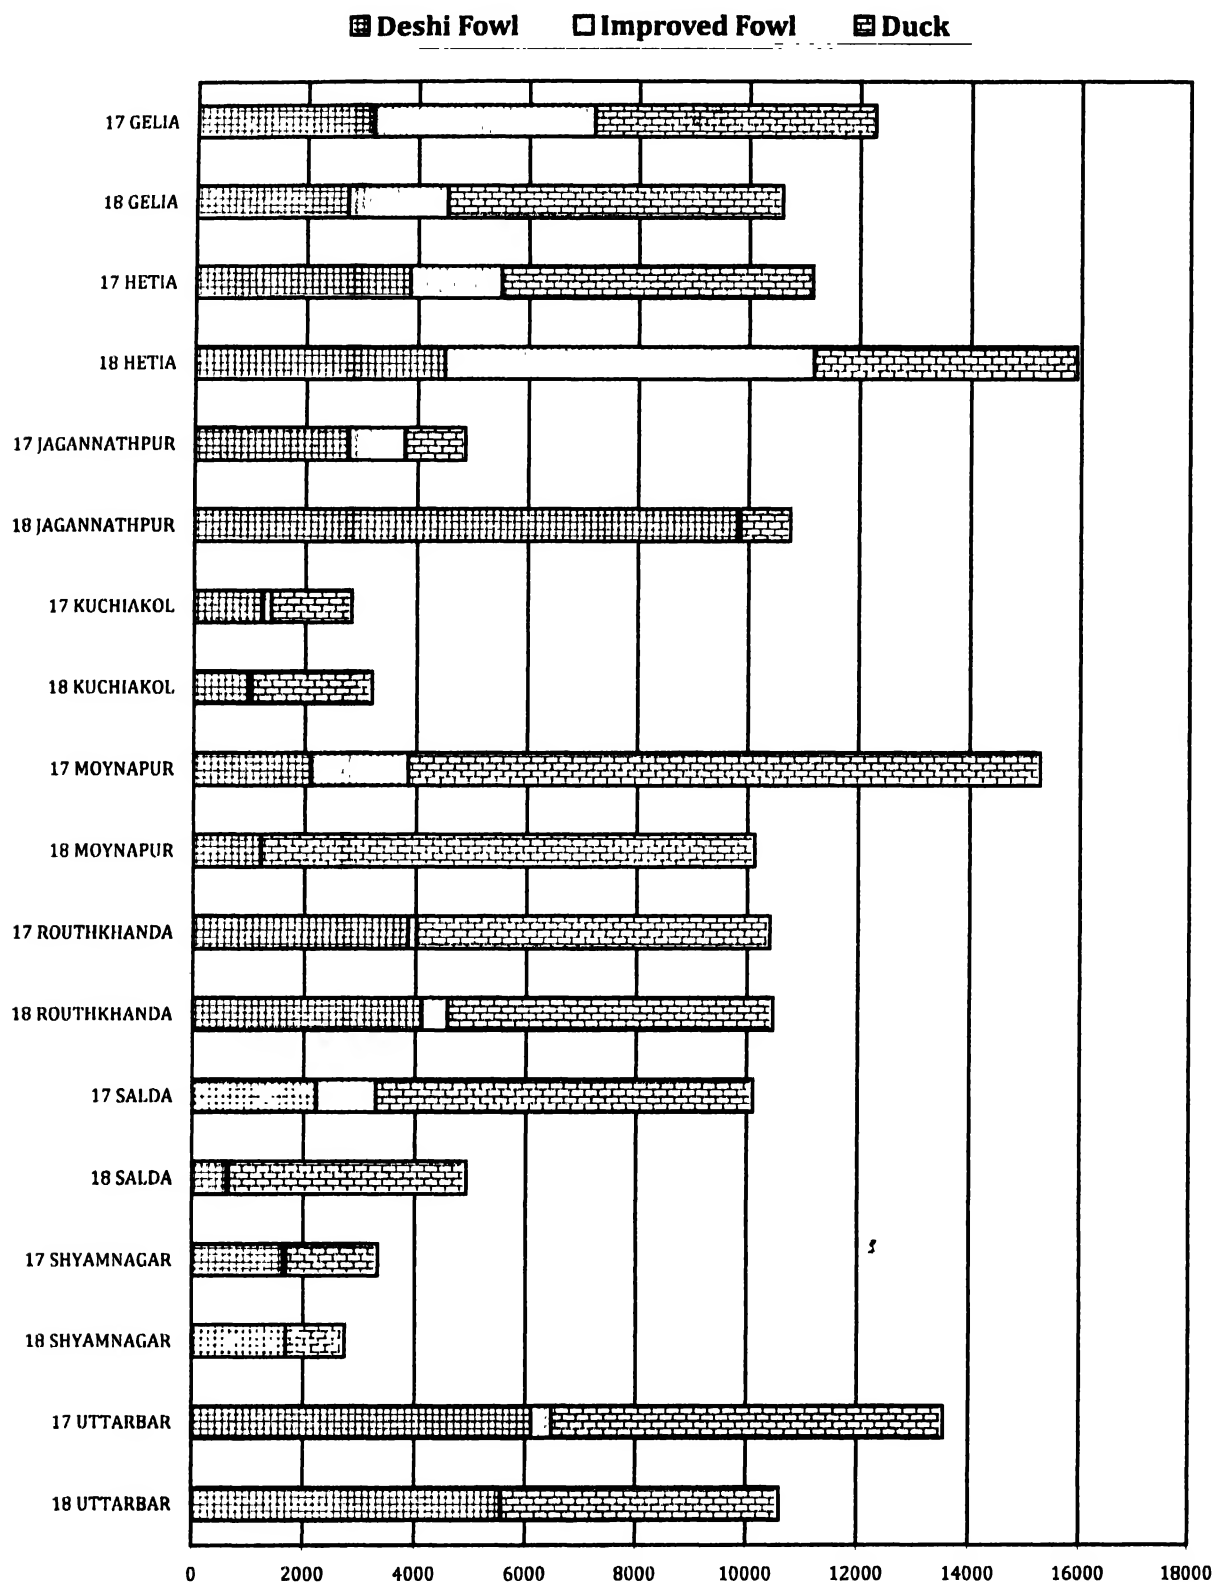 Deshi Fowl Improved Fowl Duck
17 GELIA
18 GELIA
17 HETIA
18 HETIA
17 JAGANNATHPUR
18 JAGANNATHPUR
17 KUCHIAKOL
18 KUCHIAKOL
17 MOYNAPUR
18 MOYNAPUR
17 ROUTHKHANDA
18 ROUTHKHANDA
17 SALDA
18 SALDA
17 SHYAMNAGAR
18 SHYAMNAGAR
17 UTTARBAR
18 UTTARBAR
0 2000 4000 6000 8000 10000 12000 14000 16000 18000